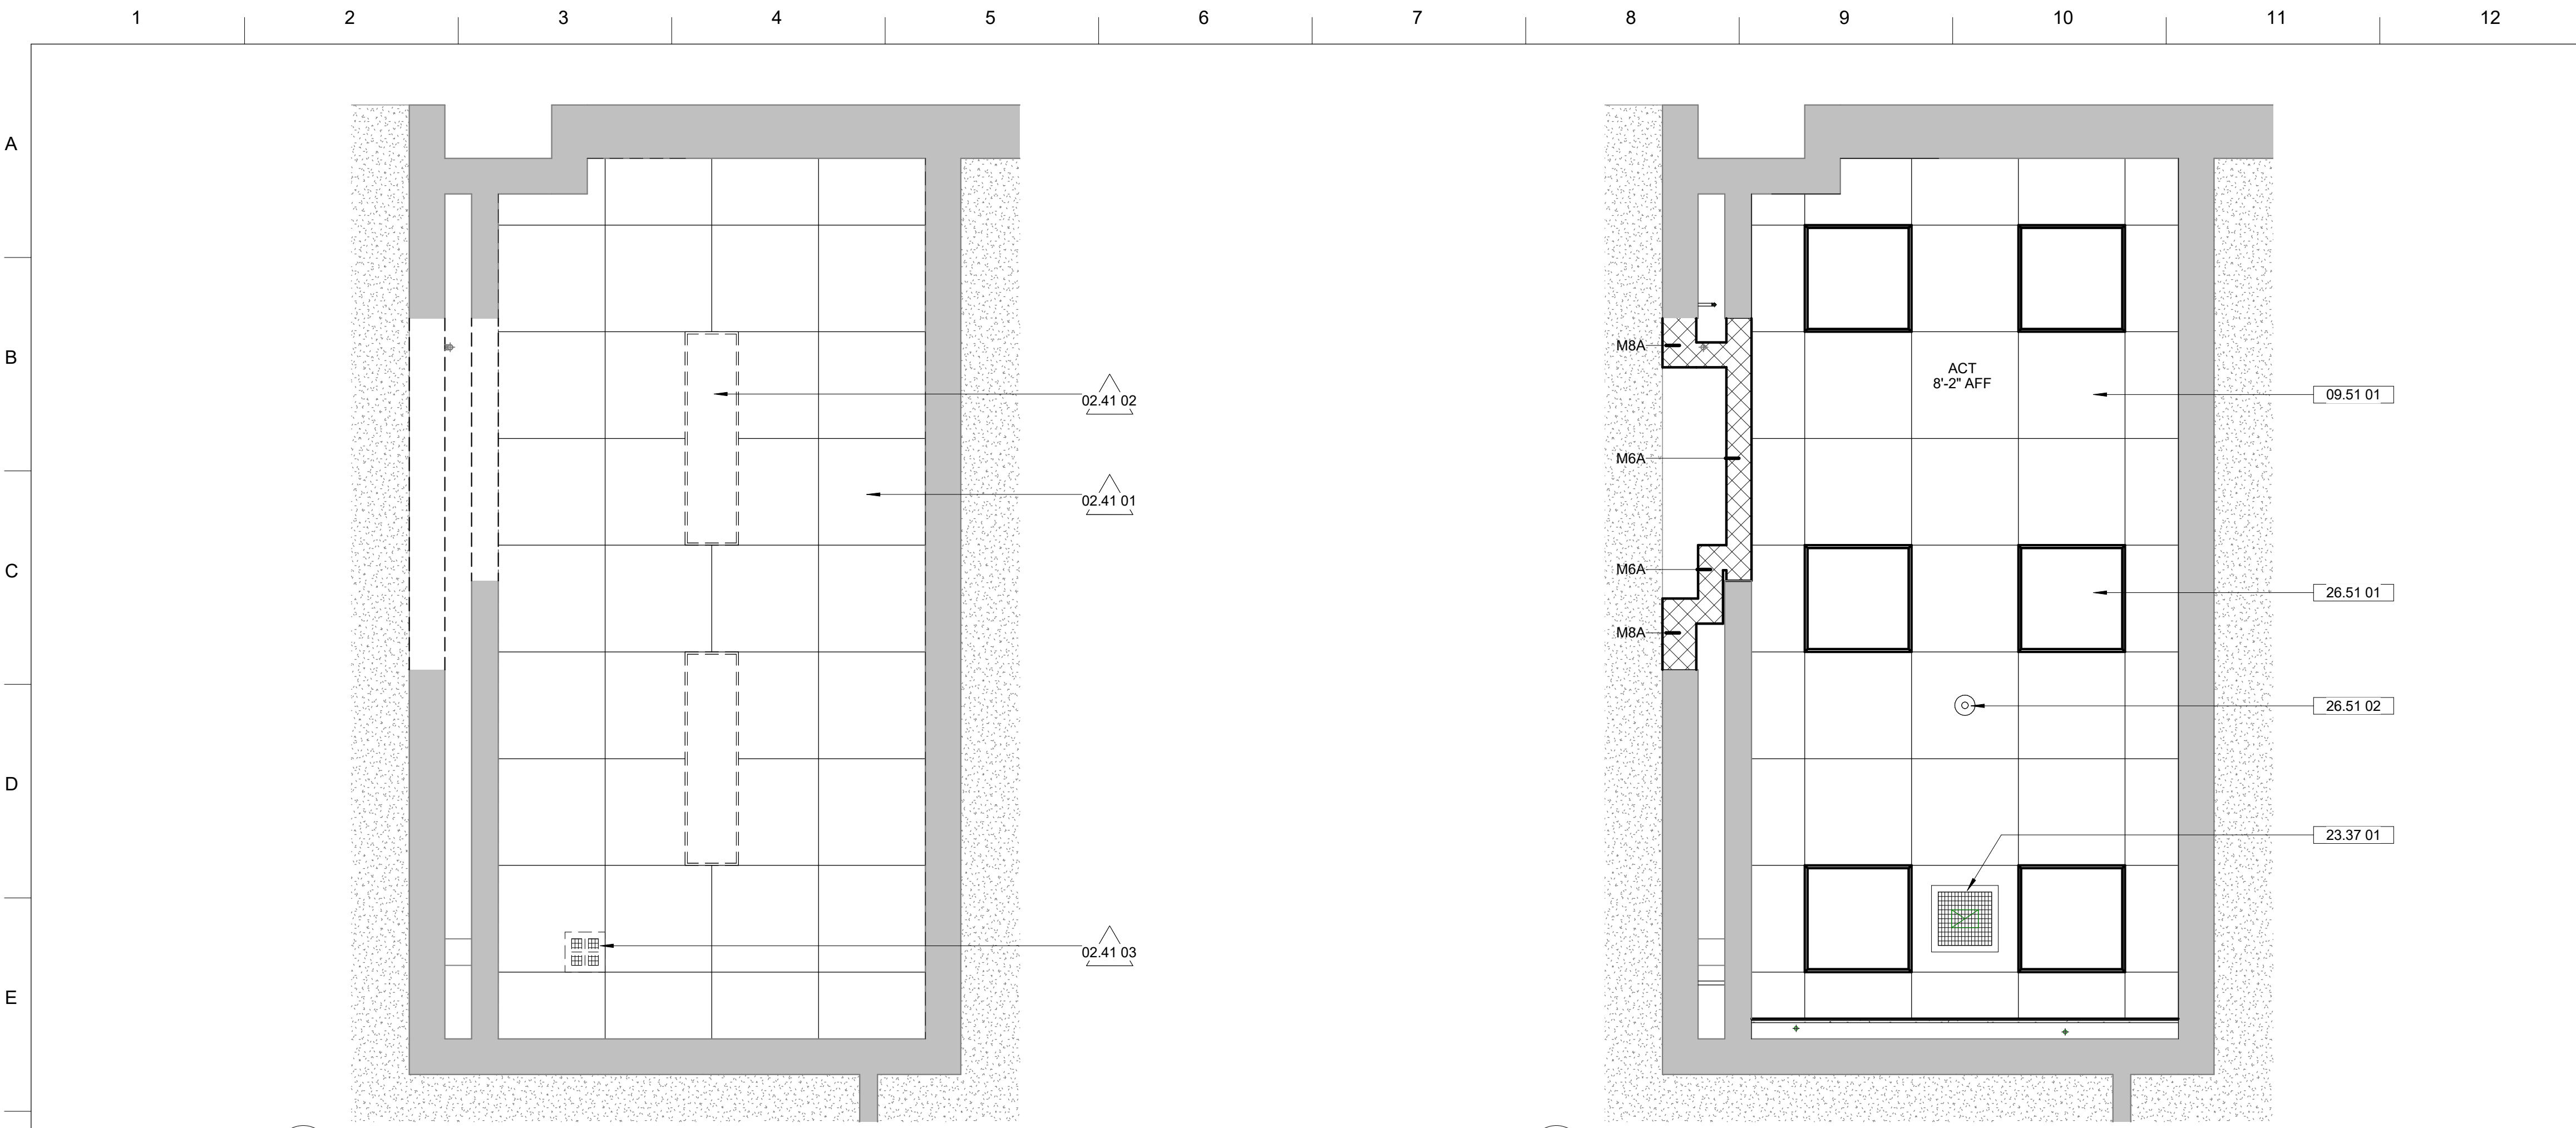 1 2 3 4 5 6 7 8 9 10 11 12
A
B
C
D
E
02.41 02
02.41 01
02.41 03
M8A
M6A
M6A
M8A
ACT
8'-2" AFF
09.51 01
26.51 01
26.51 02
23.37 01